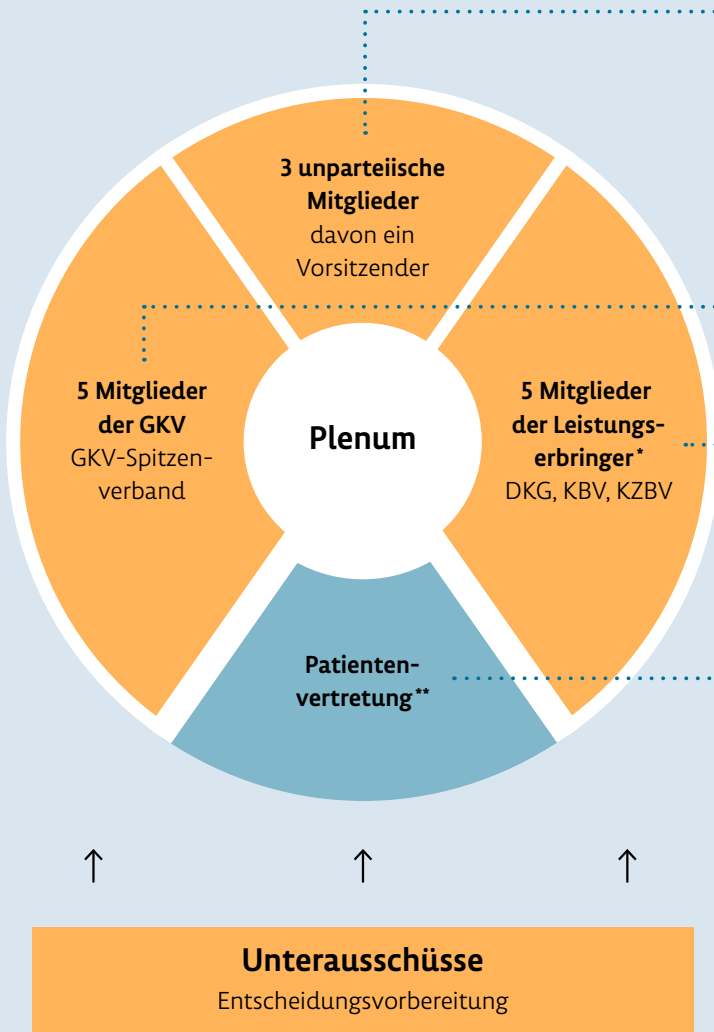 3 unparteiische
Mitglieder
davon ein
Vorsitzender
5 Mitglieder
der GKV
GKV-Spitzen-
verband
Plenum
5 Mitglieder
der Leistungs-
erbringer*
DKG, KBV, KZBV
Patienten-
vertretung**
↑ ↑ ↑
Unterausschüsse
Entscheidungsvorbereitung